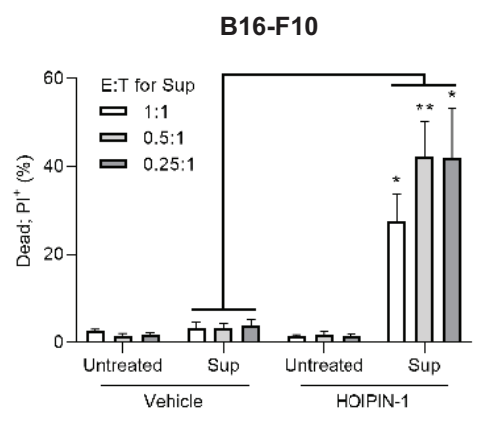 B16-F10
60
40
20
0
Dead; PI⁺ (%)
E:T for Sup
1:1
0.5:1
0.25:1
*
**
*
Untreated Sup Untreated Sup
Vehicle HOIPIN-1